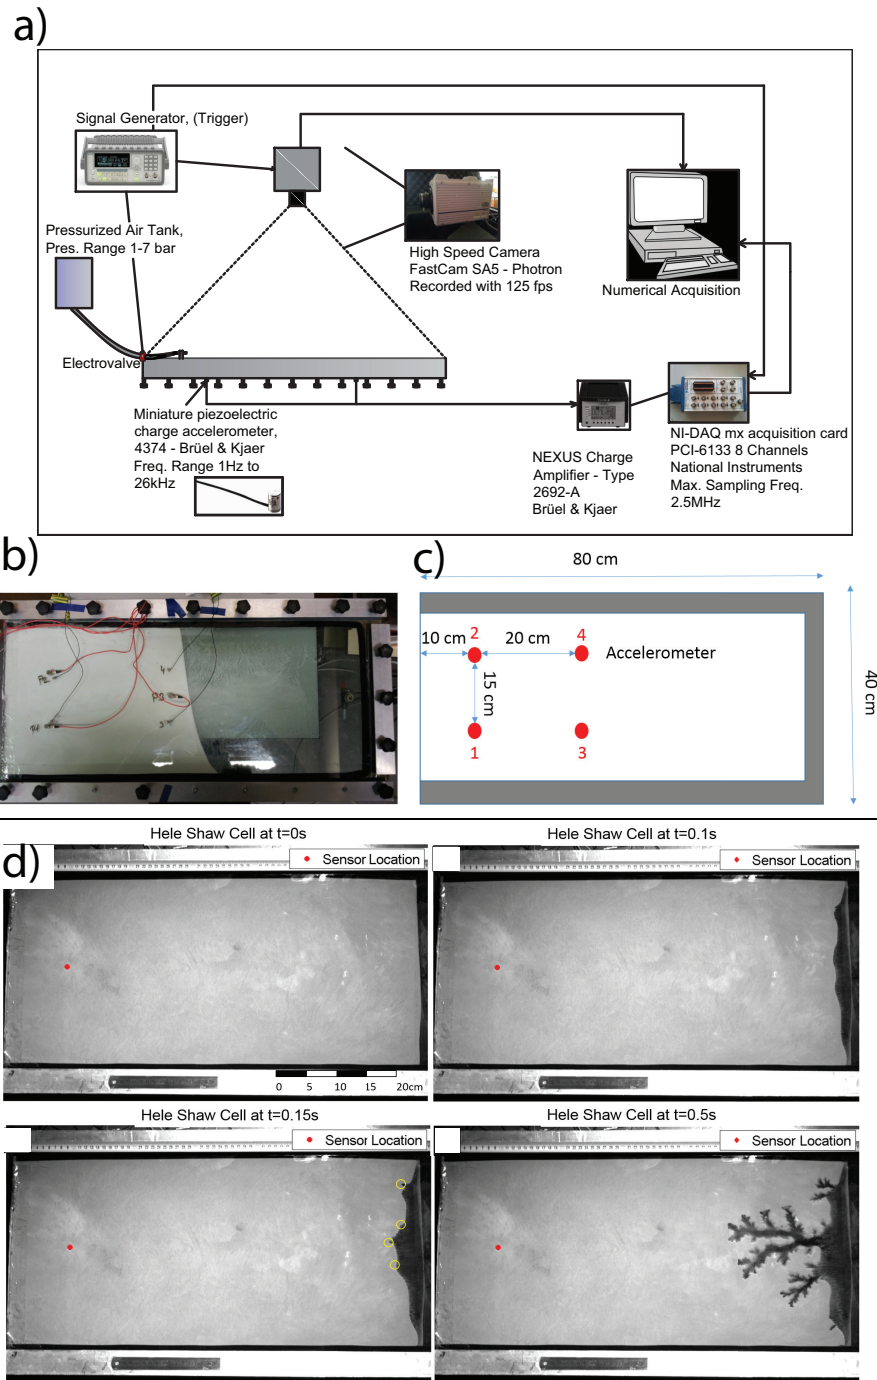 a)
Signal Generator, (Trigger)
Pressurized Air Tank,
Pres. Range 1-7 bar
High Speed Camera
FastCam SA5 - Photron
Recorded with 125 fps
Numerical Acquisition
Electrovalve
Miniature piezoelectric
charge accelerometer,
4374 - Brüel & Kjaer
Freq. Range 1Hz to
26kHz
NEXUS Charge
Amplifier - Type
2692-A
Brüel & Kjaer
NI-DAQ mx acquisition card
PCI-6133 8 Channels
National Instruments
Max. Sampling Freq.
2.5MHz
b)
c)
80 cm
10 cm
2
20 cm
4
Accelerometer
15 cm
40 cm
1
3
d)
Hele Shaw Cell at t=0s
Sensor Location
0 5 10 15 20cm
Hele Shaw Cell at t=0.1s
Sensor Location
Hele Shaw Cell at t=0.15s
Sensor Location
Hele Shaw Cell at t=0.5s
Sensor Location